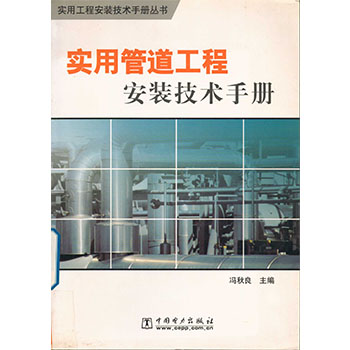 实用工程安装技术手册丛书
实用管道工程
安装技术手册
冯秋良 主编
中国电力出版社
www.cepp.com.cn